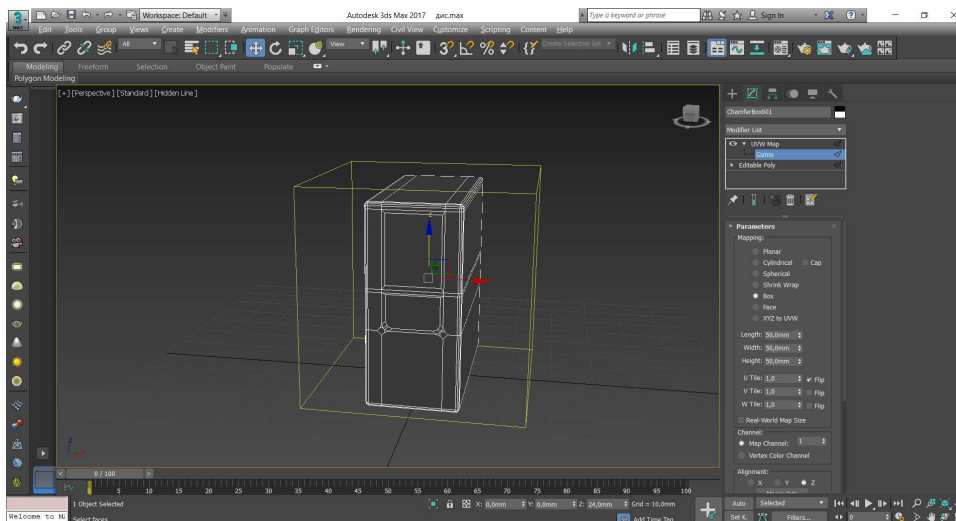 3
MAX
Workspace: Default
Autodesk 3ds Max 2017 дис.max
Type a keyword or phrase
Sign In
Edit Tools Group Views Create Modifiers Animation Graph Editors Rendering Civil View Customize Scripting Content Help
All
View
Create Selection Set
Modeling Freeform Selection Object Paint Populate
Polygon Modeling
[+] [Perspective ] [Standard ] [Hidden Line ]
ChamferBox001
Modifier List
UVW Map
Gizmo
Editable Poly
Parameters
Mapping:
Planar
Cylindrical Cap
Spherical
Shrink Wrap
Box
Face
XYZ to UVW
Length: 50,0mm
Width: 50,0mm
Height: 50,0mm
U Tile: 1,0 Flip
V Tile: 1,0 Flip
W Tile: 1,0 Flip
Real-World Map Size
Channel:
Map Channel: 1
Vertex Color Channel
Alignment:
X Y Z
z
x
z
0 / 100
0 5 10 15 20 25 30 35 40 45 50 55 60 65 70 75 80 85 90 95 100
1 Object Selected
X: 0,0mm Y: 0,0mm Z: 24,0mm Grid = 10,0mm
Auto Selected
Welcome to M
Select faces
Add Time Tag
Set K. Filters... 0